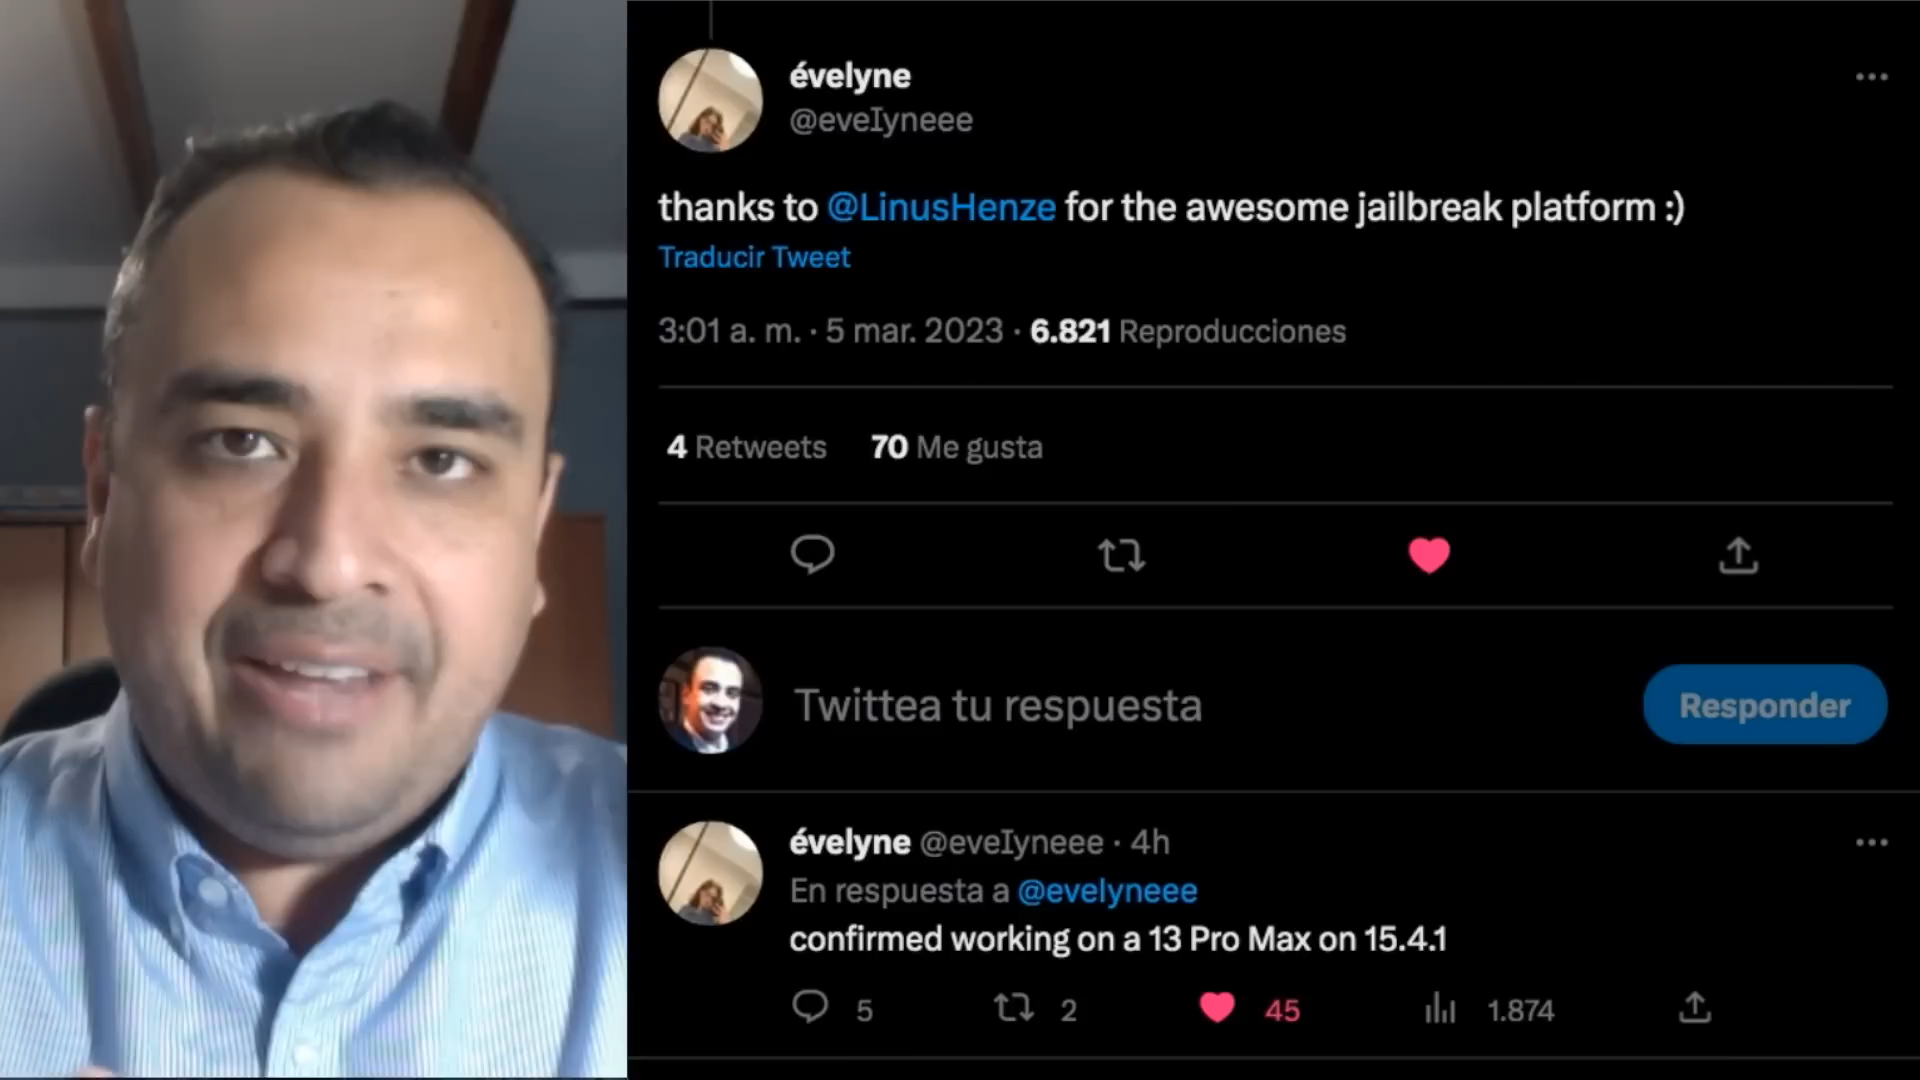 évelyne
@eveIyneee
thanks to @LinusHenze for the awesome jailbreak platform :)
Traducir Tweet
3:01 a. m. · 5 mar. 2023 · 6.821 Reproducciones
4 Retweets 70 Me gusta
Twittea tu respuesta
Responder
évelyne @eveIyneee · 4h
En respuesta a @evelyneee
confirmed working on a 13 Pro Max on 15.4.1
5 2 45 1.874